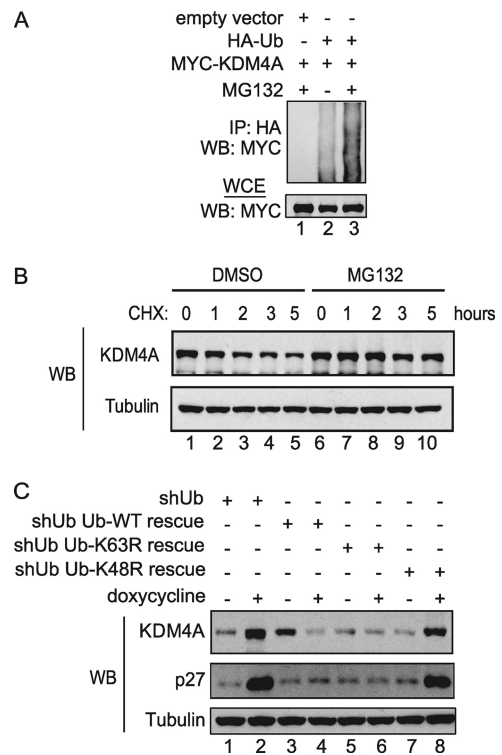 A
empty vector + - -
HA-Ub - + +
MYC-KDM4A + + +
MG132 + - +
IP: HA
WB: MYC
WCE
WB: MYC
1 2 3
B
DMSO MG132
CHX: 0 1 2 3 5 0 1 2 3 5 hours
WB
KDM4A
Tubulin
1 2 3 4 5 6 7 8 9 10
C
shUb + + - - - - - -
shUb Ub-WT rescue - - + + - - - -
shUb Ub-K63R rescue - - - - + + - -
shUb Ub-K48R rescue - - - - - - + +
doxycycline - + - + - + - +
WB
KDM4A
p27
Tubulin
1 2 3 4 5 6 7 8